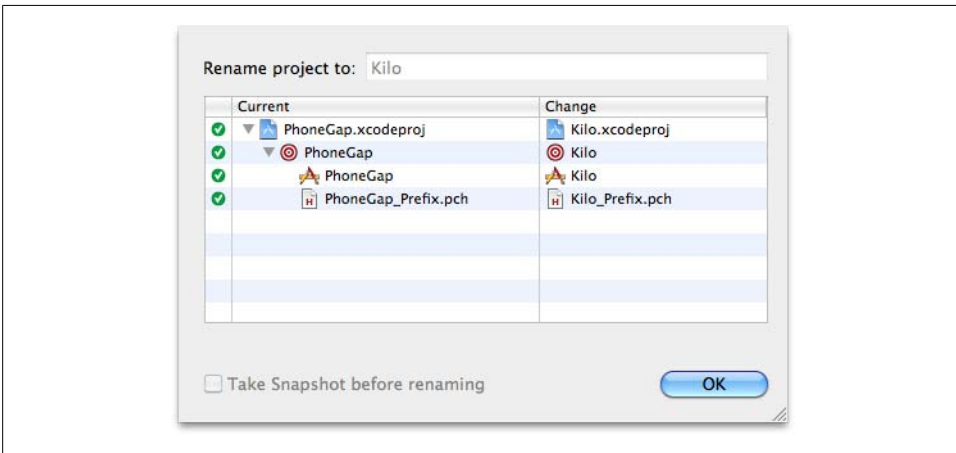 Rename project to: Kilo
Current Change
PhoneGap.xcodeproj Kilo.xcodeproj
PhoneGap Kilo
PhoneGap Kilo
H PhoneGap_Prefix.pch H Kilo_Prefix.pch
Take Snapshot before renaming OK